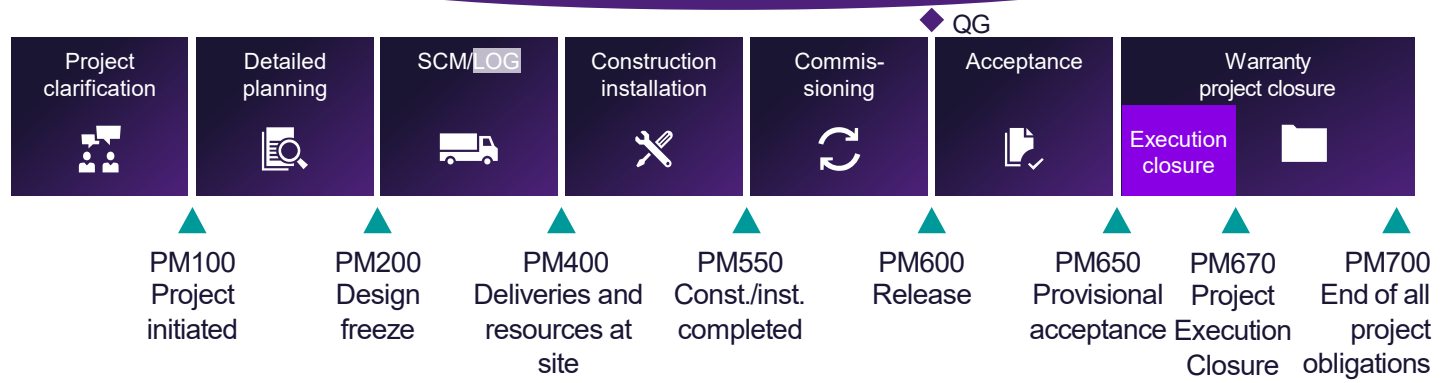 QG
Project
clarification
Detailed
planning
SCM/LOG
Construction
installation
Commis-
sioning
Acceptance
Warranty
project closure
Execution
closure
PM100
Project
initiated
PM200
Design
freeze
PM400
Deliveries and
resources at
site
PM550
Const./inst.
completed
PM600
Release
PM650
Provisional
acceptance
PM670
Project
Execution
Closure
PM700
End of all
project
obligations